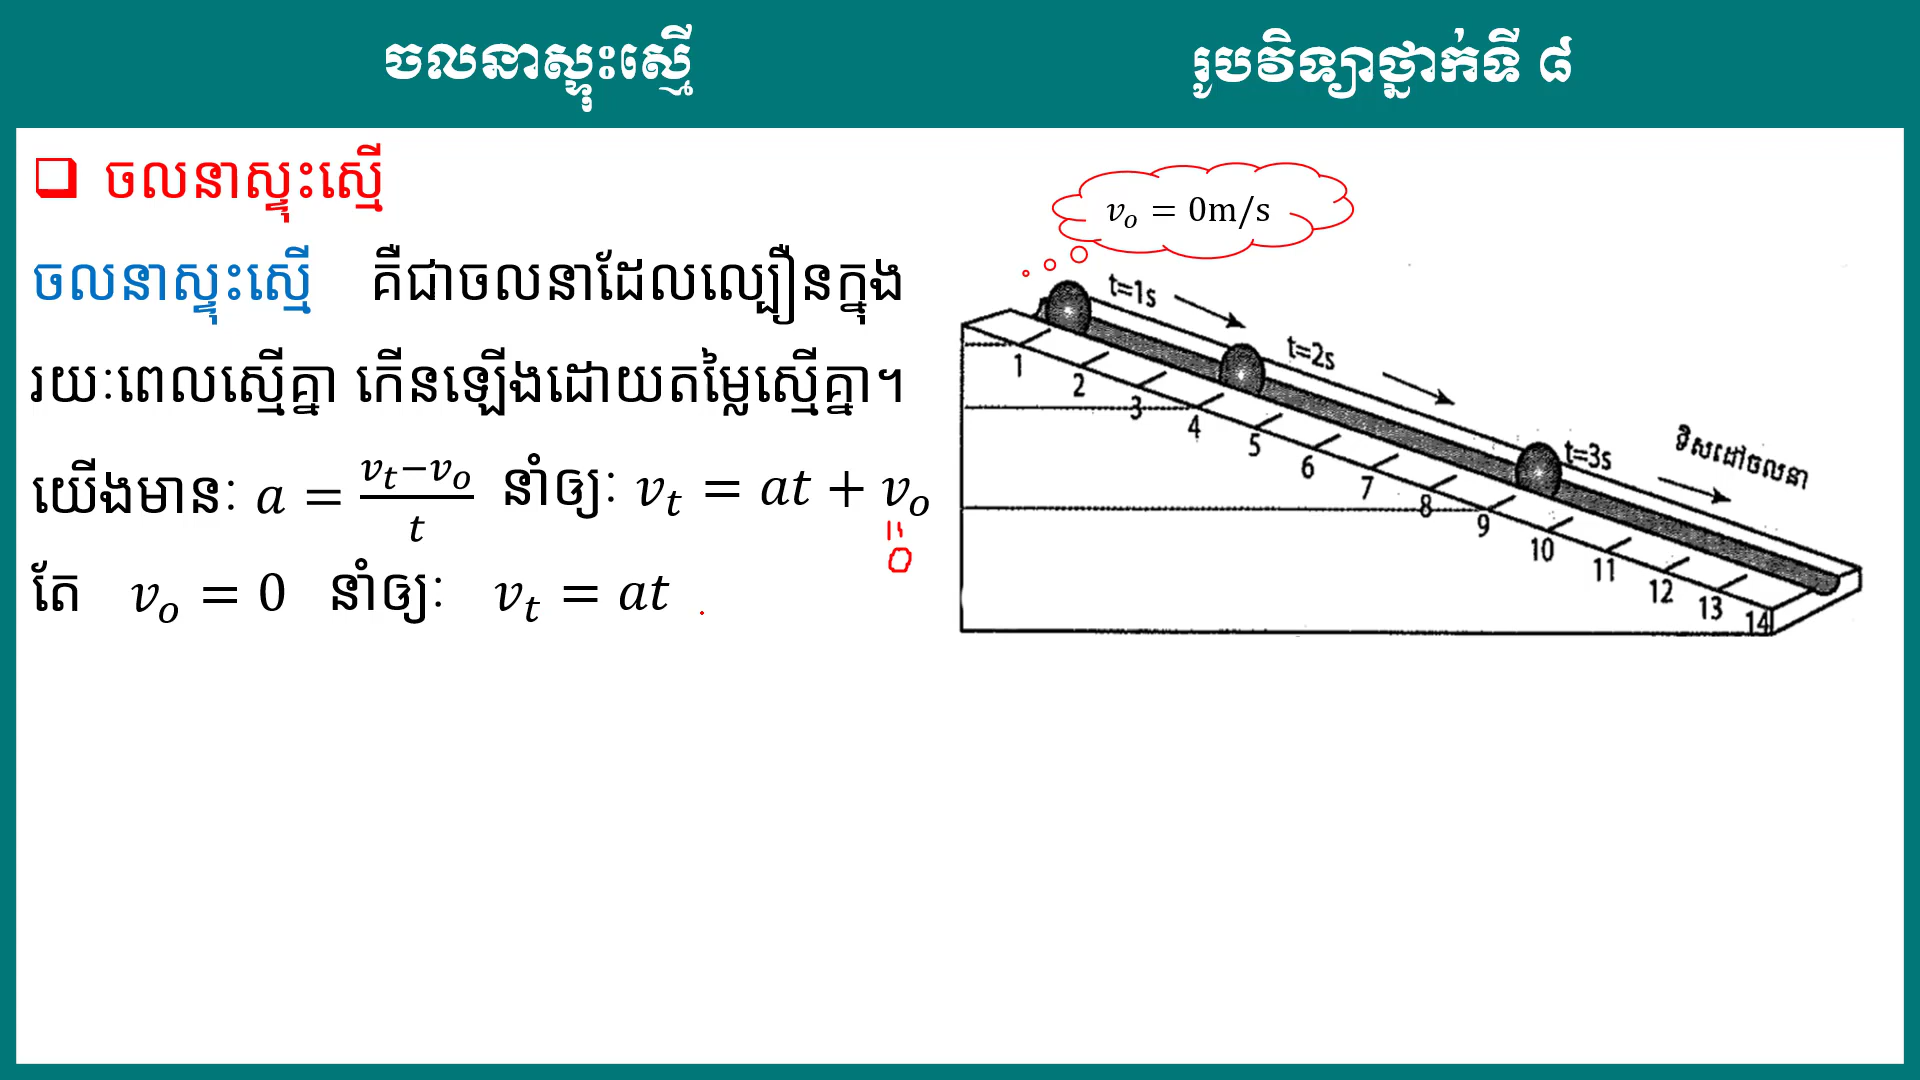 ចលនាស្ទុះស្មើ
រូបវិទ្យាថ្នាក់ទី ៨
❑ ចលនាស្ទុះស្មើ
ចលនាស្ទុះស្មើ គឺជាចលនាដែលល្បឿនក្នុង
រយៈពេលស្មើគ្នា កើនឡើងដោយតម្លៃស្មើគ្នា។
យើងមានៈ a = (v_t − v_o)/t នាំឲ្យៈ v_t = at + v_o
0
តែ v_o = 0 នាំឲ្យៈ v_t = at
v_o = 0m/s
t=1s
t=2s
t=3s
ទិសដៅចលនា
1 2 3 4 5 6 7 8 9 10 11 12 13 14